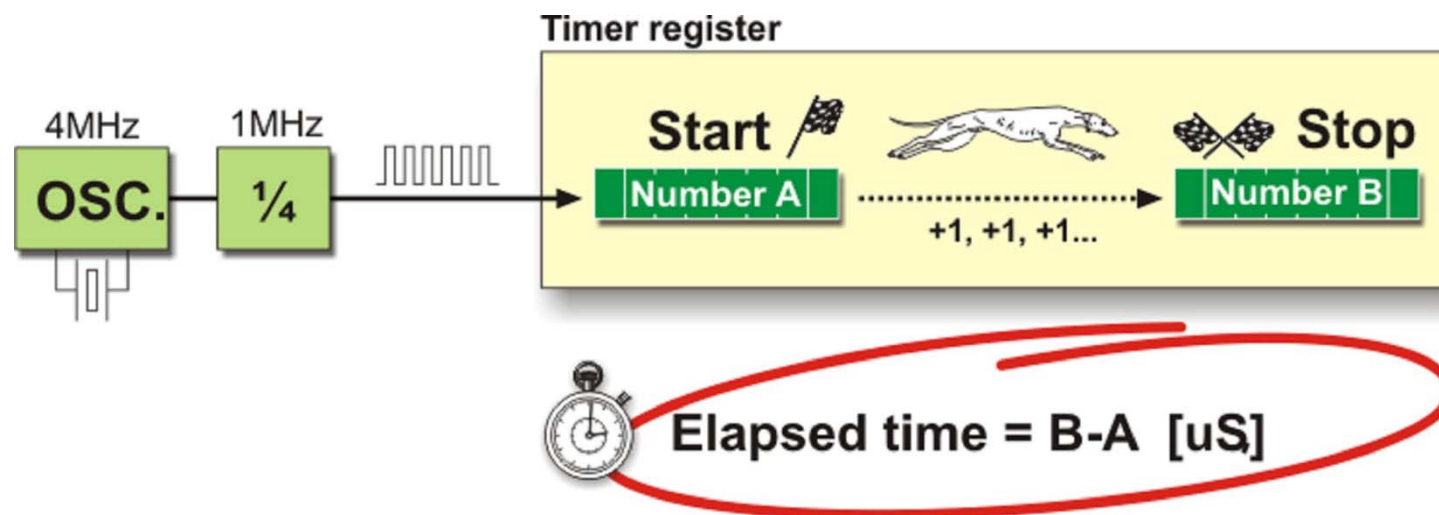 Timer register
4MHz
1MHz
Start
Stop
OSC.
¼
Number A
Number B
+1, +1, +1...
Elapsed time = B-A [uS]